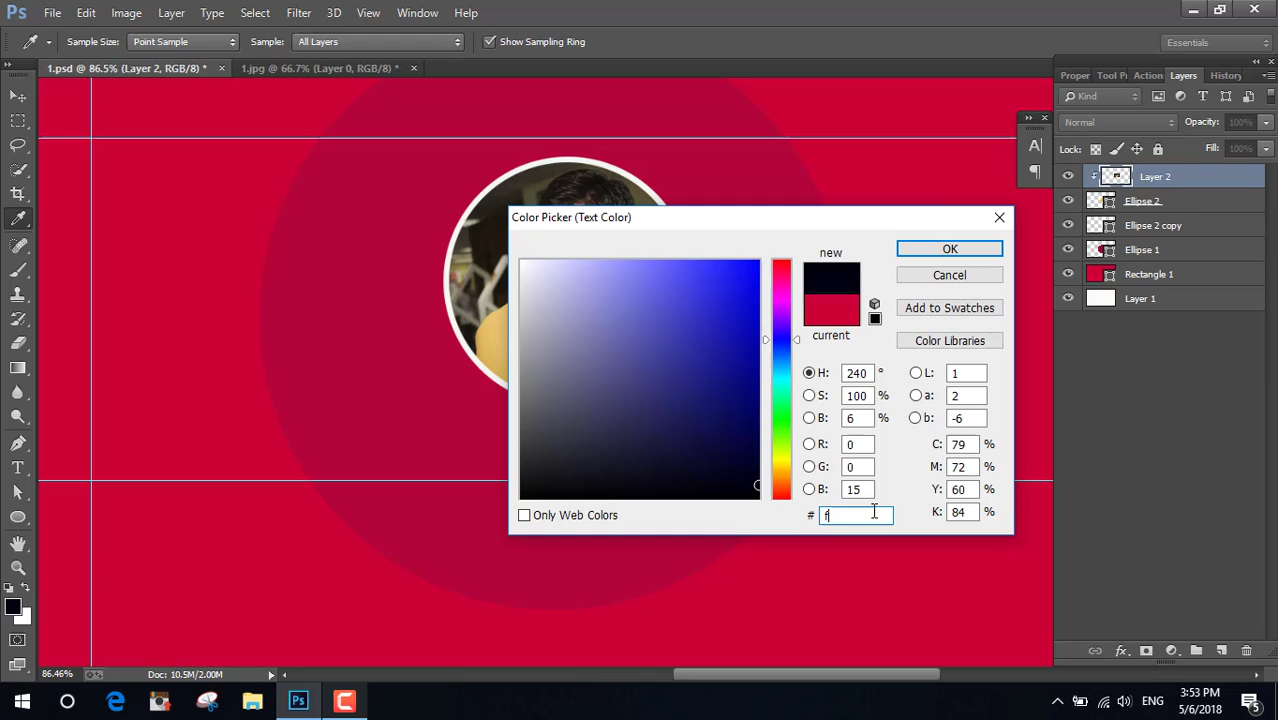 Ps File Edit Image Layer Type Select Filter 3D View Window Help
Sample Size: Point Sample Sample: All Layers Show Sampling Ring Essentials
1.psd @ 86.5% (Layer 2, RGB/8) * × 1.jpg @ 66.7% (Layer 0, RGB/8) * ×
Proper Tool P Action Layers History
Kind
Normal Opacity: 100%
Lock: Fill: 100%
Layer 2
Ellipse 2
Ellipse 2 copy
Ellipse 1
Rectangle 1
Layer 1
Color Picker (Text Color)
new
current
OK
Cancel
Add to Swatches
Color Libraries
H: 240 ° L: 1
S: 100 % a: 2
B: 6 % b: -6
R: 0 C: 79 %
G: 0 M: 72 %
B: 15 Y: 60 %
# f K: 84 %
Only Web Colors
86.46% Doc: 10.5M/2.00M
Ps ENG 3:53 PM
5/6/2018 5